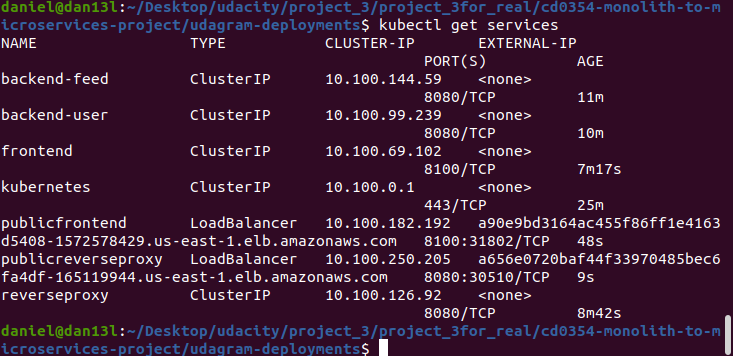 daniel@dan13l:~/Desktop/udacity/project_3/project_3for_real/cd0354-monolith-to-m
icroservices-project/udagram-deployments$ kubectl get services
NAME TYPE CLUSTER-IP EXTERNAL-IP
PORT(S) AGE
backend-feed ClusterIP 10.100.144.59 <none>
8080/TCP 11m
backend-user ClusterIP 10.100.99.239 <none>
8080/TCP 10m
frontend ClusterIP 10.100.69.102 <none>
8100/TCP 7m17s
kubernetes ClusterIP 10.100.0.1 <none>
443/TCP 25m
publicfrontend LoadBalancer 10.100.182.192 a90e9bd3164ac455f86ff1e4163
d5408-1572578429.us-east-1.elb.amazonaws.com 8100:31802/TCP 48s
publicreverseproxy LoadBalancer 10.100.250.205 a656e0720baf44f33970485bec6
fa4df-165119944.us-east-1.elb.amazonaws.com 8080:30510/TCP 9s
reverseproxy ClusterIP 10.100.126.92 <none>
8080/TCP 8m42s
daniel@dan13l:~/Desktop/udacity/project_3/project_3for_real/cd0354-monolith-to-m
icroservices-project/udagram-deployments$